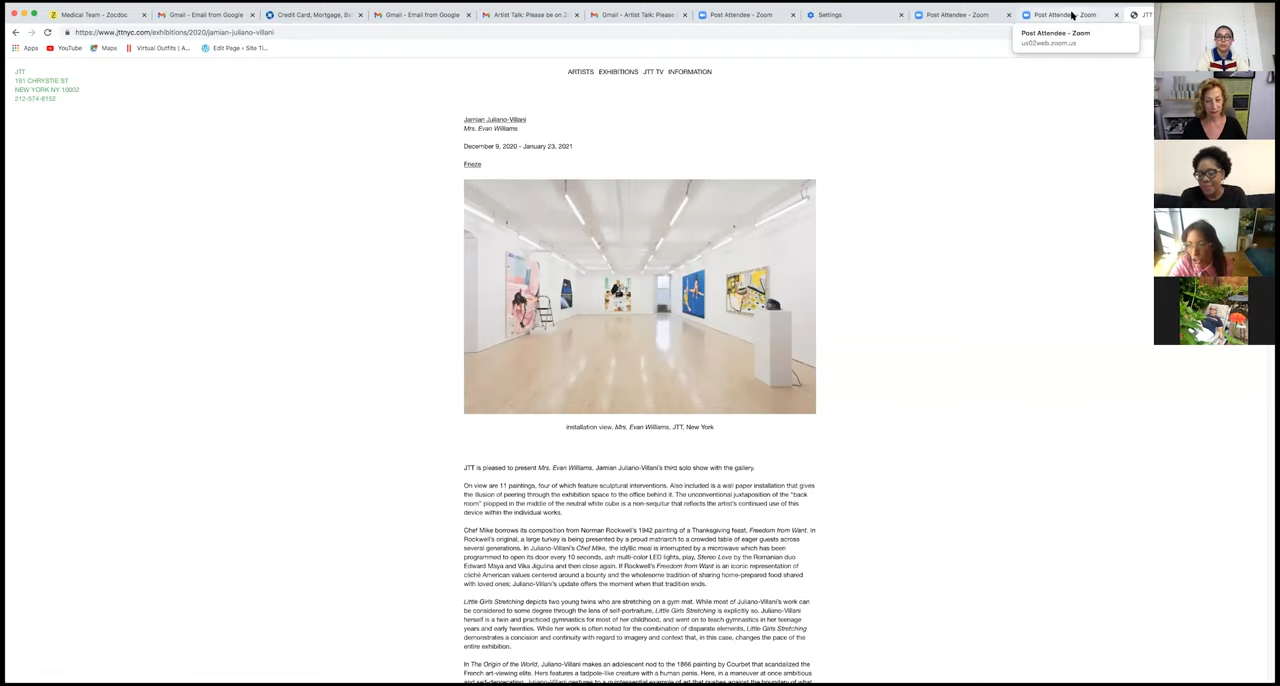 Medical Team - Zocdoc
Gmail - Email from Google
Credit Card, Mortgage, Ba
Gmail - Email from Google
Artist Talk: Please be on Z
Gmail - Artist Talk: Please
Post Attendee - Zoom
Settings
Post Attendee - Zoom
Post Attendee - Zoom
JTT
https://www.jttnyc.com/exhibitions/2020/jamian-juliano-villani
Post Attendee - Zoom
us02web.zoom.us
Apps
YouTube
Maps
Virtual Outfits | A...
Edit Page ‹ Site Ti...
JTT
191 CHRYSTIE ST
NEW YORK NY 10002
212-574-8152
ARTISTS EXHIBITIONS JTT TV INFORMATION
Jamian Juliano-Villani
Mrs. Evan Williams
December 9, 2020 - January 23, 2021
Frieze
installation view, Mrs. Evan Williams, JTT, New York
JTT is pleased to present Mrs. Evan Williams, Jamian Juliano-Villani's third solo show with the gallery.
On view are 11 paintings, four of which feature sculptural interventions. Also included is a wall paper installation that gives
the illusion of peering through the exhibition space to the office behind it. The unconventional juxtaposition of the "back
room" plopped in the middle of the neutral white cube is a non-sequitur that reflects the artist's continued use of this
device within the individual works.
Chef Mike borrows its composition from Norman Rockwell's 1942 painting of a Thanksgiving feast, Freedom from Want. In
Rockwell's original, a large turkey is being presented by a proud matriarch to a crowded table of eager guests across
several generations. In Juliano-Villani's Chef Mike, the idyllic meal is interrupted by a microwave which has been
programmed to open its door every 10 seconds, ash multi-color LED lights, play, Stereo Love by the Romanian duo
Edward Maya and Vika Jigulina and then close again. If Rockwell's Freedom from Want is an iconic representation of
cliché American values centered around a bounty and the wholesome tradition of sharing home-prepared food shared
with loved ones; Juliano-Villani's update offers the moment when that tradition ends.
Little Girls Stretching depicts two young twins who are stretching on a gym mat. While most of Juliano-Villani's work can
be considered to some degree through the lens of self-portraiture, Little Girls Stretching is explicitly so. Juliano-Villani
herself is a twin and practiced gymnastics for most of her childhood, and went on to teach gymnastics in her teenage
years and early twenties. While her work is often noted for the combination of disparate elements, Little Girls Stretching
demonstrates a concision and continuity with regard to imagery and context that, in this case, changes the pace of the
entire exhibition.
In The Origin of the World, Juliano-Villani makes an adolescent nod to the 1866 painting by Courbet that scandalized the
French art-viewing elite. Hers features a tadpole-like creature with a human penis. Here, in a maneuver at once ambitious
and self-deprecating, Juliano-Villani gestures to a quintessential example of art that pushes against the boundary of what